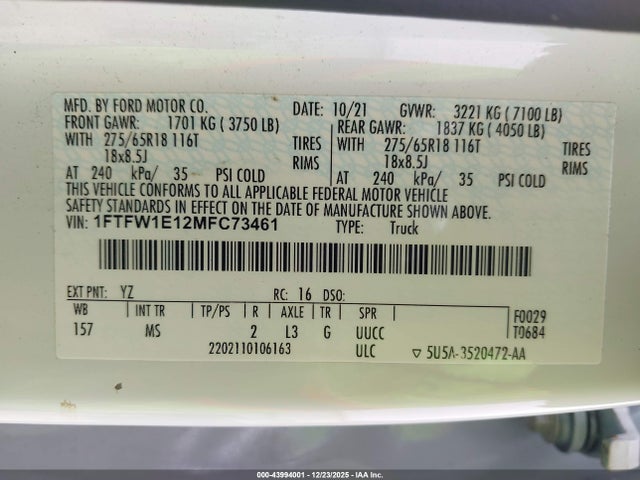 MFD. BY FORD MOTOR CO. DATE: 10/21 GVWR: 3221 KG ( 7100 LB)
FRONT GAWR: 1701 KG ( 3750 LB) REAR GAWR: 1837 KG ( 4050 LB)
WITH 275/65R18 116T TIRES WITH 275/65R18 116T TIRES
18x8.5J RIMS 18x8.5J RIMS
AT 240 kPa/ 35 PSI COLD AT 240 kPa/ 35 PSI COLD
THIS VEHICLE CONFORMS TO ALL APPLICABLE FEDERAL MOTOR VEHICLE
SAFETY STANDARDS IN EFFECT ON THE DATE OF MANUFACTURE SHOWN ABOVE.
VIN: 1FTFW1E12MFC73461 TYPE: Truck
EXT PNT: YZ RC: 16 DSO:
WB INT TR TP/PS R AXLE TR SPR F0029
157 MS 2 L3 G UUCC T0684
2202110106163 ULC ▽ 5U5A-3520472-AA
000-43994001 - 12/23/2025 - IAA Inc.